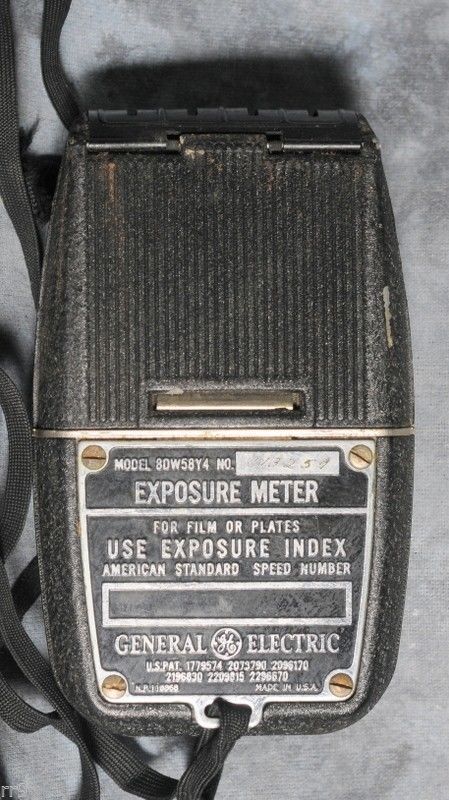 MODEL 8DW58Y4 NO.
EXPOSURE METER
FOR FILM OR PLATES
USE EXPOSURE INDEX
AMERICAN STANDARD SPEED NUMBER
GENERAL GE ELECTRIC
U.S.PAT. 1779574 2073790 2096170
2196830 2209815 2296670
MADE IN U.S.A.